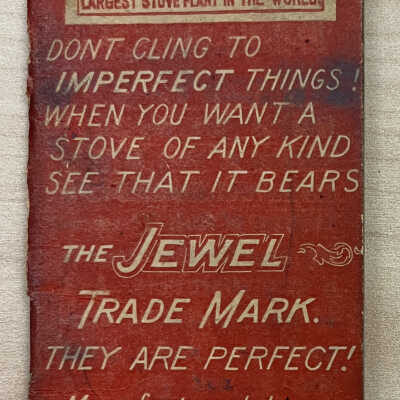 LARGEST STOVE PLANT IN THE WORLD.
DONT CLING TO
IMPERFECT THINGS!
WHEN YOU WANT A
STOVE OF ANY KIND
SEE THAT IT BEARS
THE JEWEL
TRADE MARK.
THEY ARE PERFECT!